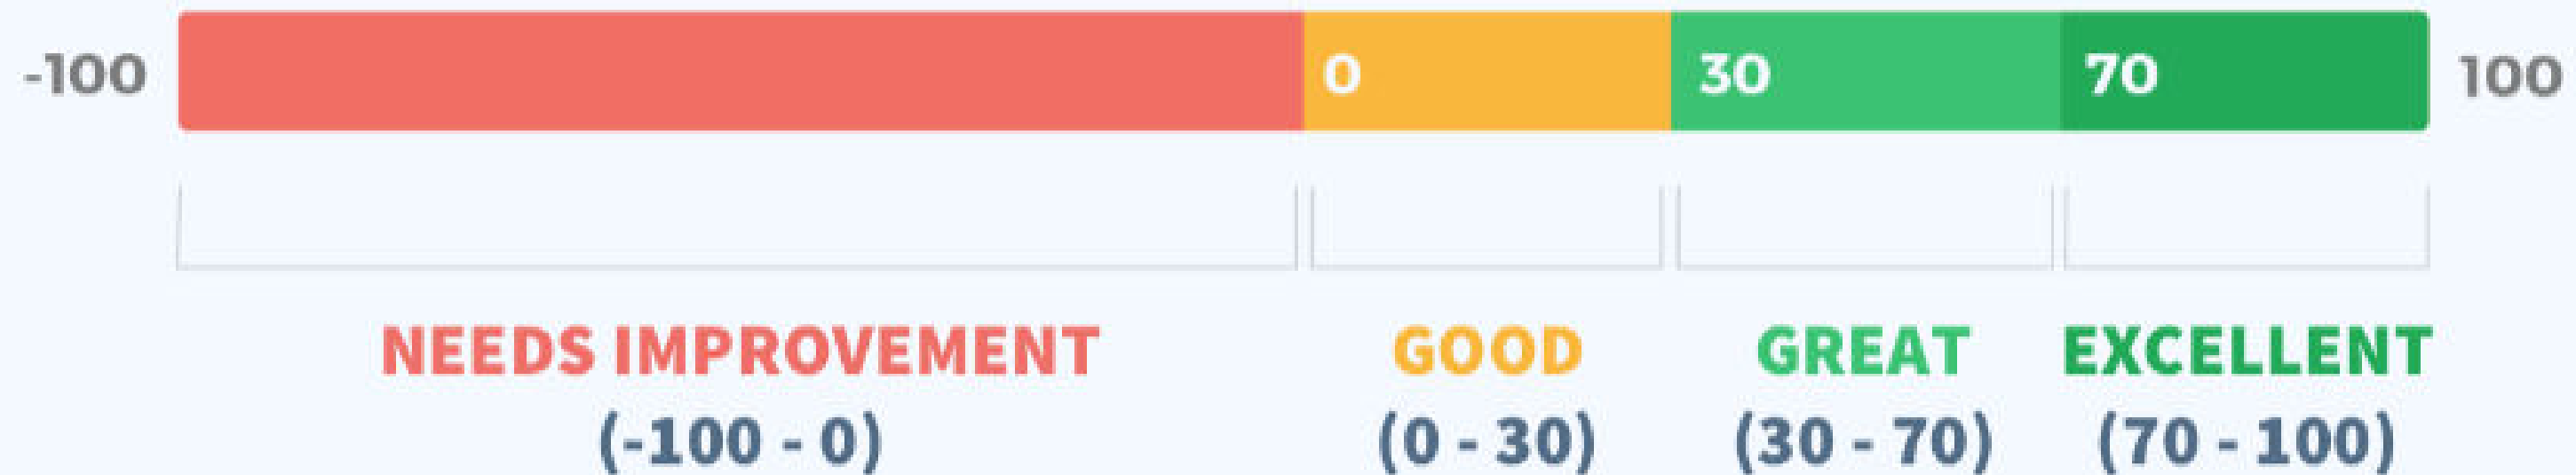 -100 0 30 70 100
NEEDS IMPROVEMENT GOOD GREAT EXCELLENT
(-100 - 0) (0 - 30) (30 - 70) (70 - 100)